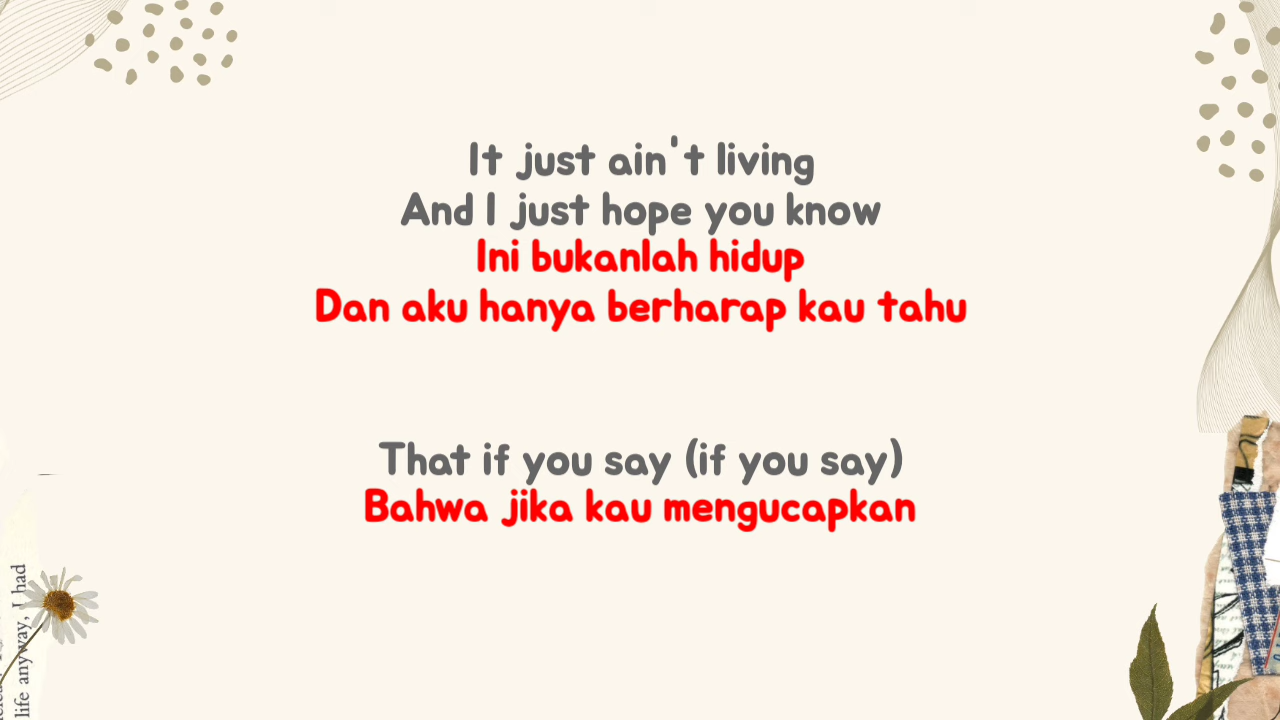 It just ain't living
And I just hope you know
Ini bukanlah hidup
Dan aku hanya berharap kau tahu
That if you say (if you say)
Bahwa jika kau mengucapkan
life anyway, I had